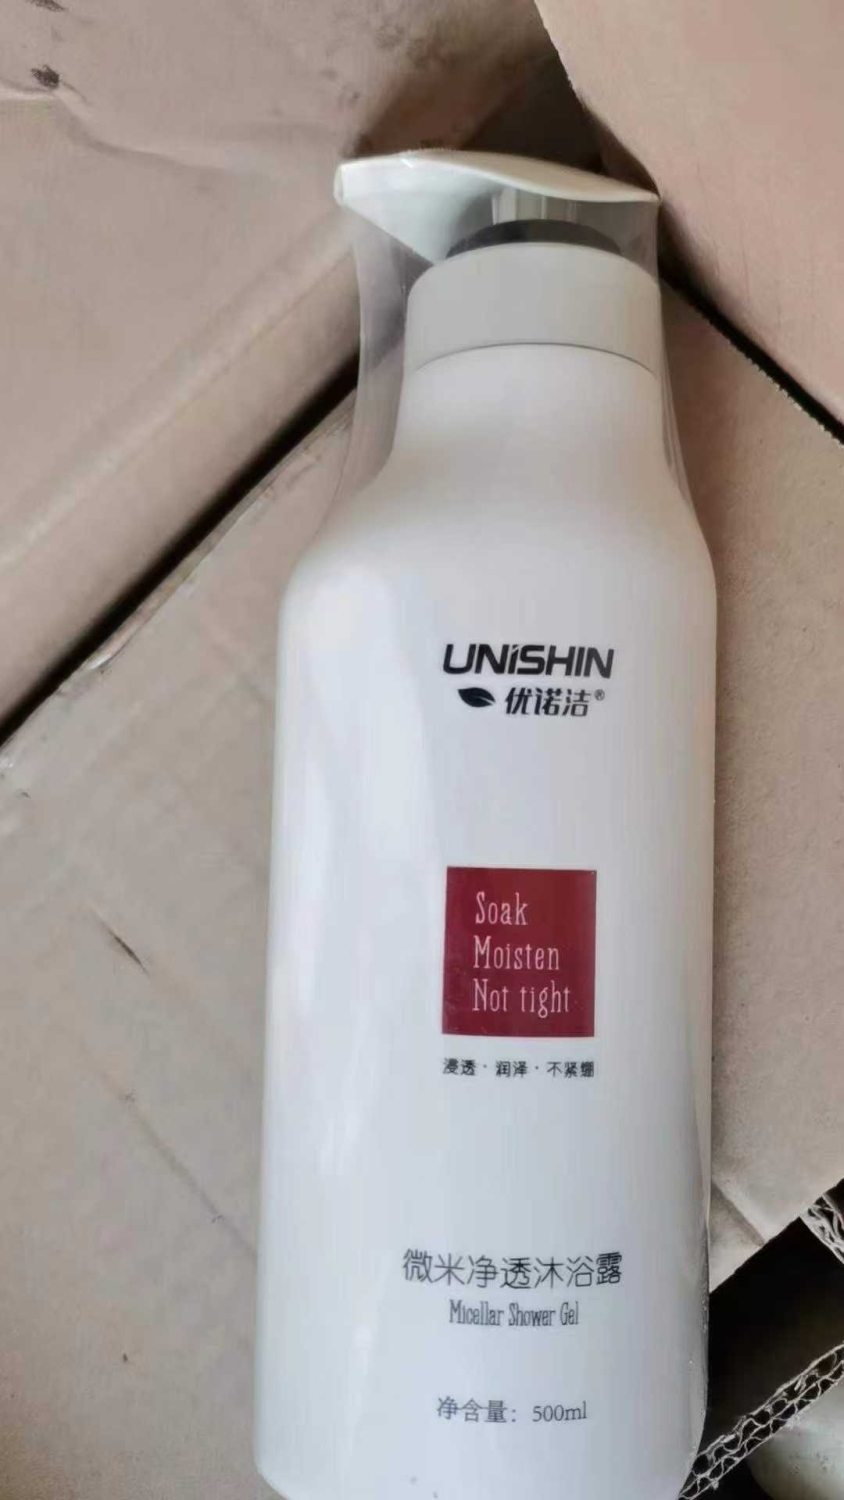 UNiSHIN
优诺洁®
Soak
Moisten
Not tight
浸透·润泽·不紧绷
微米净透沐浴露
Micellar Shower Gel
净含量：500ml